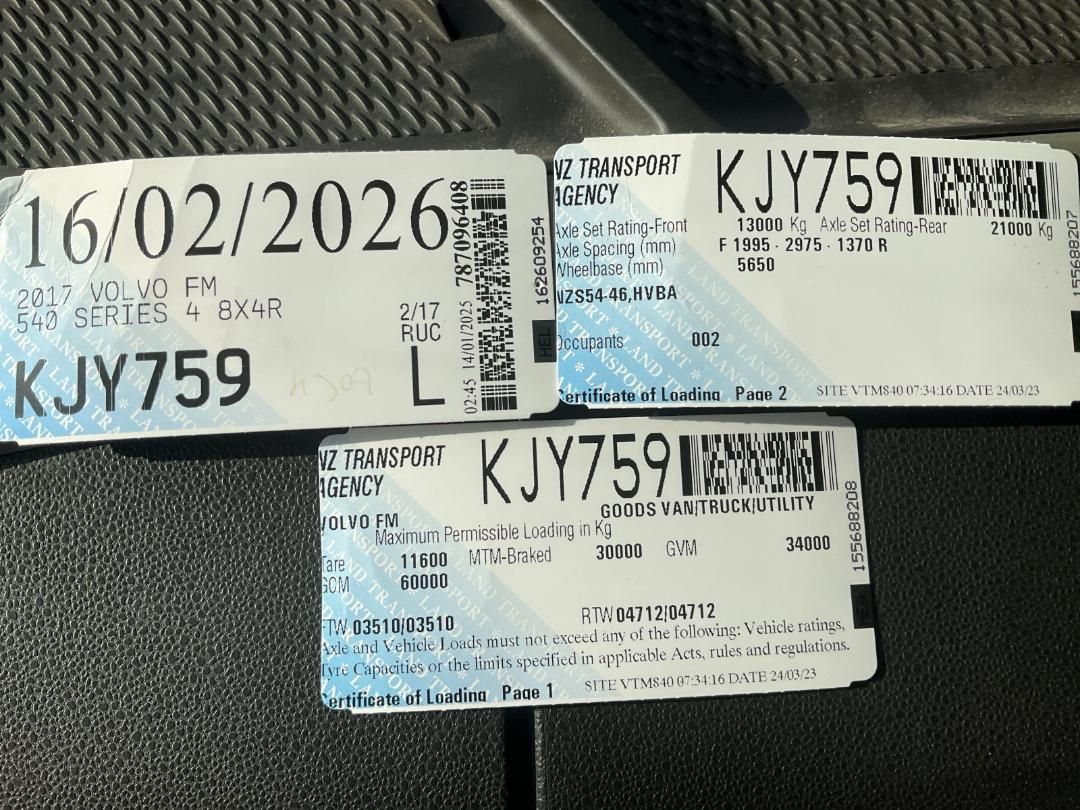 16/02/2026
2017 VOLVO FM
540 SERIES 4 8X4R
2/17
RUC
KJY759
L
02:45 14/01/2025 787096408
162609254
NZ TRANSPORT
AGENCY
KJY759
Axle Set Rating-Front 13000 Kg Axle Set Rating-Rear 21000 Kg
Axle Spacing (mm) F 1995 - 2975 - 1370 R
Wheelbase (mm) 5650
NZS54-46,HVBA
Occupants 002
Certificate of Loading Page 2 SITE VTM840 07:34:16 DATE 24/03/23
155688207
NZ TRANSPORT
AGENCY
KJY759
GOODS VAN/TRUCK/UTILITY
VOLVO FM
Maximum Permissible Loading in Kg
Tare 11600 MTM-Braked 30000 GVM 34000
GCM 60000
FTW 03510/03510 RTW 04712/04712
Axle and Vehicle Loads must not exceed any of the following: Vehicle ratings,
Tyre Capacities or the limits specified in applicable Acts, rules and regulations.
Certificate of Loading Page 1 SITE VTM840 07:34:16 DATE 24/03/23
155688208